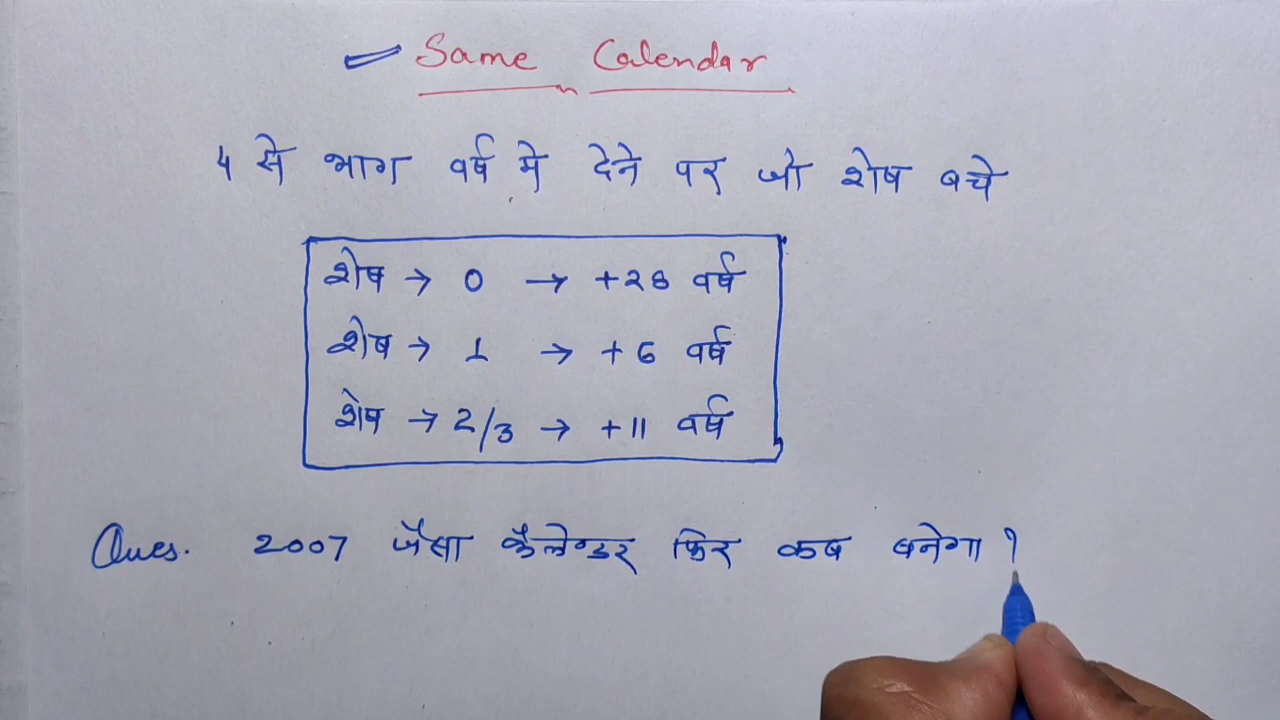 Same Calendar
4 से भाग वर्ष मे देने पर जो शेष बचे
शेष → 0 → +28 वर्ष
शेष → 1 → +6 वर्ष
शेष → 2/3 → +11 वर्ष
Ques. 2007 जैसा कैलेण्डर फिर कब बनेगा ?